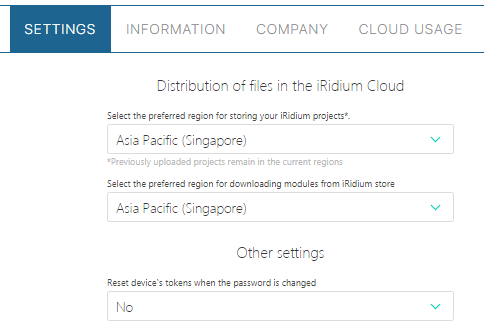 SETTINGS INFORMATION COMPANY CLOUD USAGE
Distribution of files in the iRidium Cloud
Select the preferred region for storing your iRidium projects*.
Asia Pacific (Singapore)
*Previously uploaded projects remain in the current regions
Select the preferred region for downloading modules from iRidium store
Asia Pacific (Singapore)
Other settings
Reset device's tokens when the password is changed
No